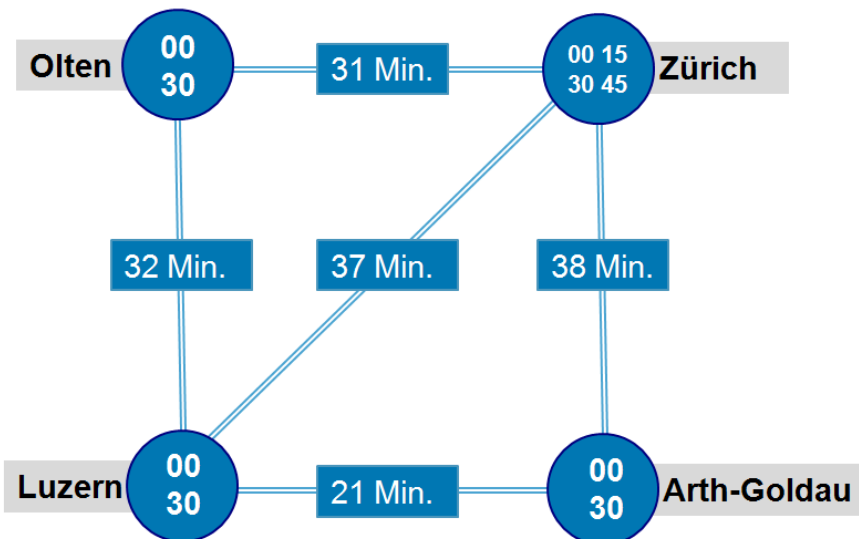 Olten
00
30
31 Min.
00 15
30 45
Zürich
32 Min.
37 Min.
38 Min.
Luzern
00
30
21 Min.
00
30
Arth-Goldau